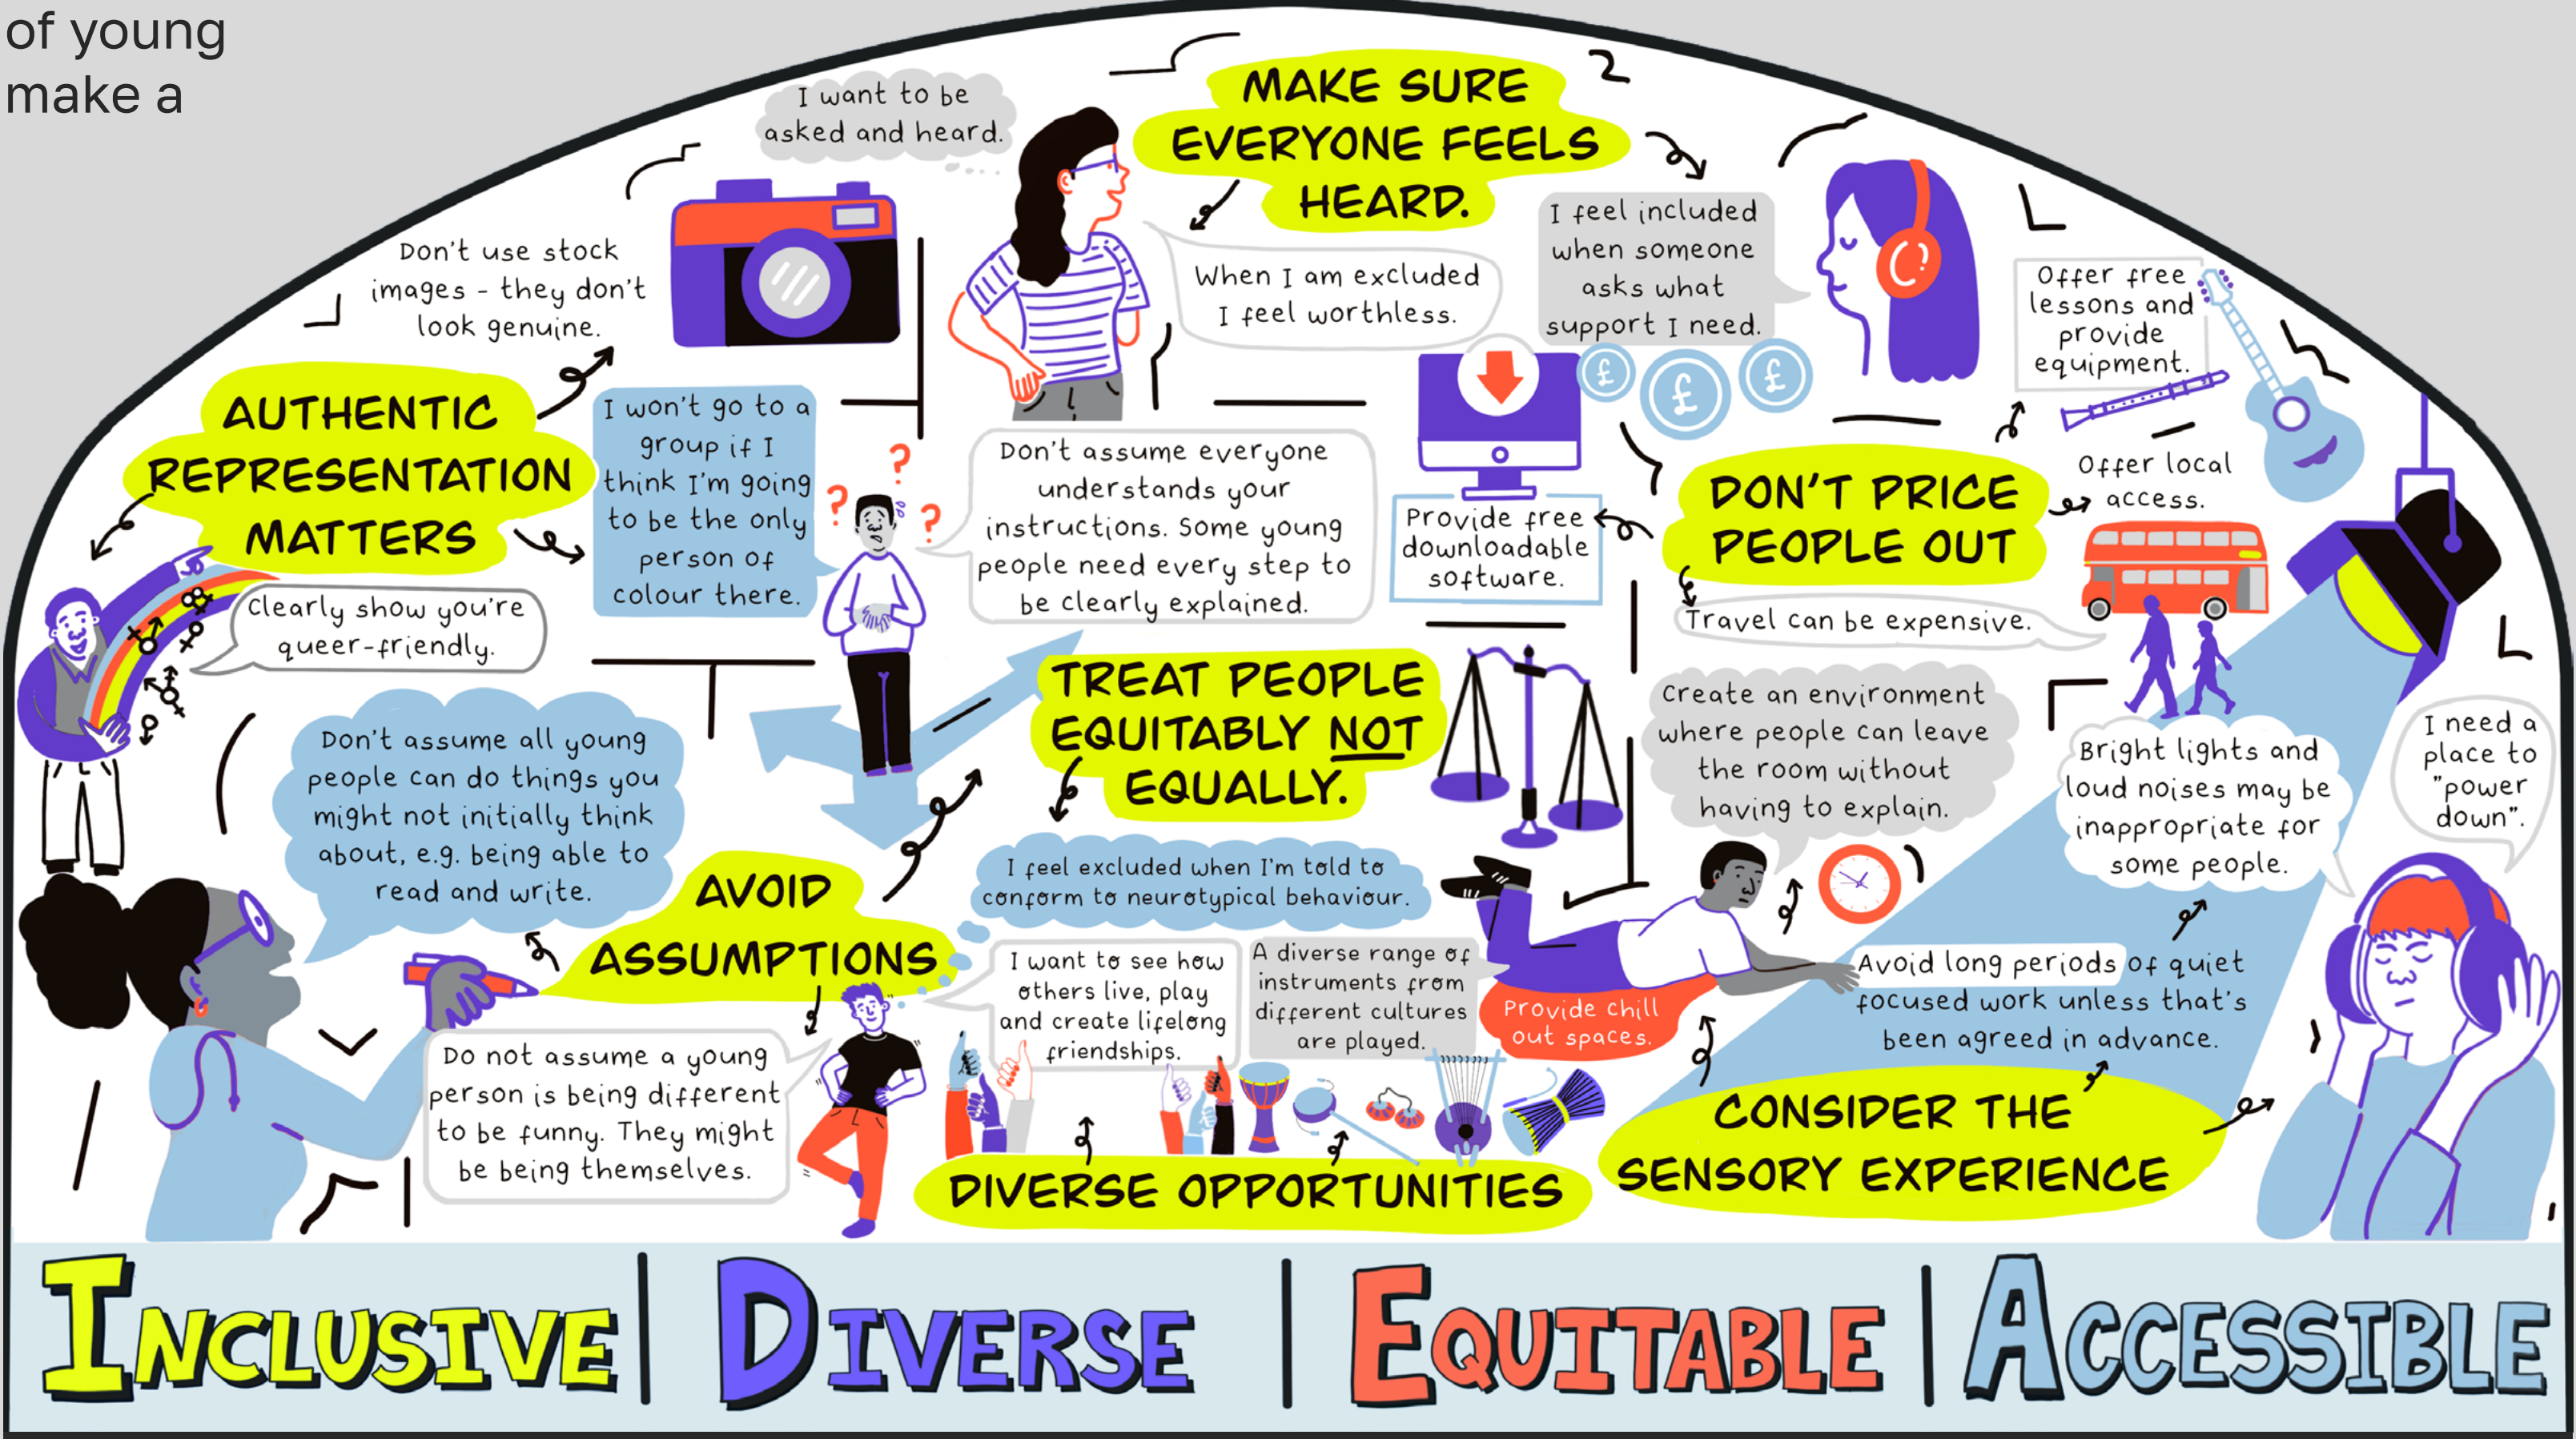 of young
make a
I want to be
asked and heard.
MAKE SURE
EVERYONE FEELS
HEARD.
When I am excluded
I feel worthless.
I feel included
when someone
asks what
support I need.
Don't use stock
images - they don't
look genuine.
AUTHENTIC
REPRESENTATION
MATTERS
I won't go to a
group if I
think I'm going
to be the only
person of
colour there.
Clearly show you're
queer-friendly.
? ? ?
Don't assume everyone
understands your
instructions. Some young
people need every step to
be clearly explained.
£ £ £
Offer free
lessons and
provide
equipment.
DON'T PRICE
PEOPLE OUT
Provide free
downloadable
software.
Offer local
access.
Travel can be expensive.
TREAT PEOPLE
EQUITABLY NOT
EQUALLY.
I feel excluded when I'm told to
conform to neurotypical behaviour.
Don't assume all young
people can do things you
might not initially think
about, e.g. being able to
read and write.
AVOID
ASSUMPTIONS
Do not assume a young
person is being different
to be funny. They might
be being themselves.
I want to see how
others live, play
and create lifelong
friendships.
A diverse range of
instruments from
different cultures
are played.
DIVERSE OPPORTUNITIES
Create an environment
where people can leave
the room without
having to explain.
Provide chill
out spaces.
Bright lights and
loud noises may be
inappropriate for
some people.
I need a
place to
"power
down".
Avoid long periods of quiet
focused work unless that's
been agreed in advance.
CONSIDER THE
SENSORY EXPERIENCE
INCLUSIVE | DIVERSE | EQUITABLE | ACCESSIBLE